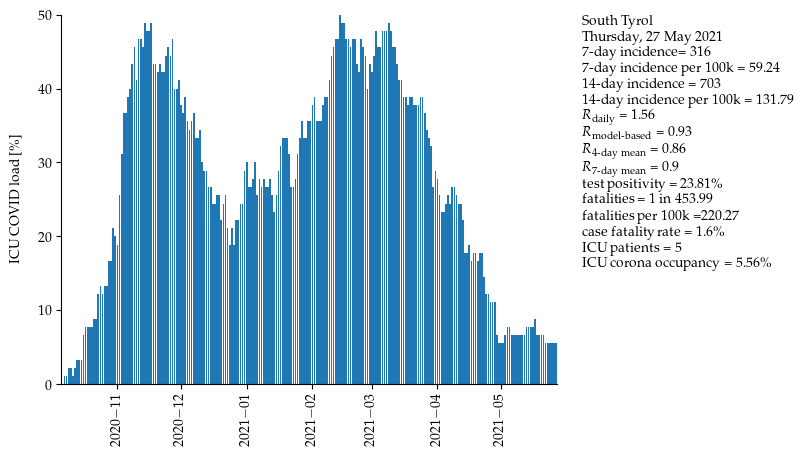 ICU COVID load [%]
50
40
30
20
10
0
2020−11
2020−12
2021−01
2021−02
2021−03
2021−04
2021−05
South Tyrol
Thursday, 27 May 2021
7-day incidence= 316
7-day incidence per 100k = 59.24
14-day incidence = 703
14-day incidence per 100k = 131.79
R daily = 1.56
R model-based = 0.93
R 4-day mean = 0.86
R 7-day mean = 0.9
test positivity = 23.81%
fatalities = 1 in 453.99
fatalities per 100k =220.27
case fatality rate = 1.6%
ICU patients = 5
ICU corona occupancy = 5.56%